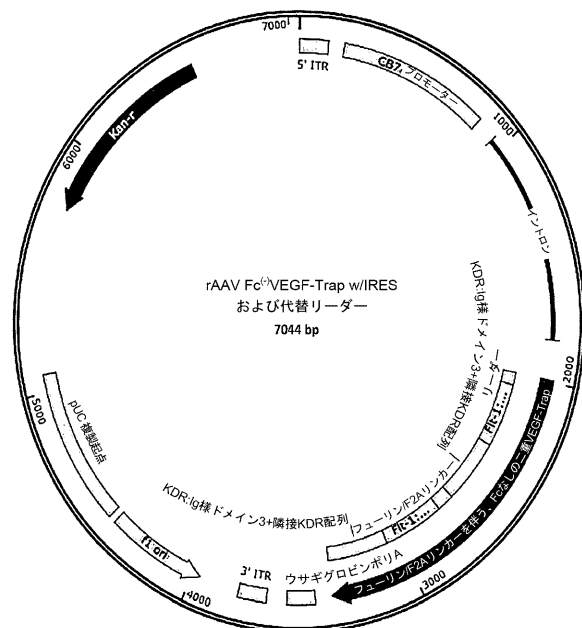 7000
5' ITR
CB7 プロモーター
1000
イントロン
2000
リーダー
Flt-1:...
KDR:Ig様ドメイン3+隣接KDR配列
フューリン/F2Aリンカー
Flt-1:...
KDR:Ig様ドメイン3+隣接KDR配列
フューリン/F2Aリンカーを伴う、Fcなしの二重VEGF-Trap
3000
ウサギグロビンポリA
3' ITR
4000
f1 ori
pUC 複製起点
5000
6000
Kan-r
rAAV Fc(-)VEGF-Trap w/IRES
および代替リーダー
7044 bp